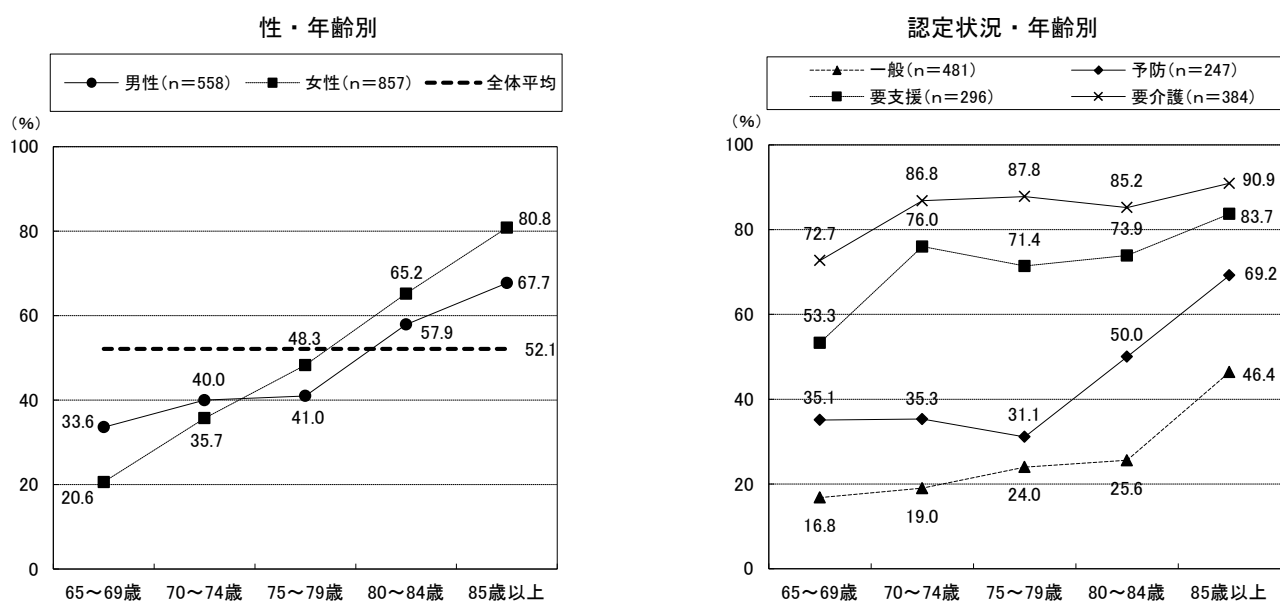 性・年齢別
男性(n=558)
女性(n=857)
全体平均
(%)
100
80
60
40
20
0
33.6
40.0
41.0
57.9
67.7
20.6
35.7
48.3
65.2
80.8
52.1
65～69歳
70～74歳
75～79歳
80～84歳
85歳以上
認定状況・年齢別
一般(n=481)
予防(n=247)
要支援(n=296)
要介護(n=384)
(%)
100
80
60
40
20
0
72.7
86.8
87.8
85.2
90.9
53.3
76.0
71.4
73.9
83.7
35.1
35.3
31.1
50.0
69.2
16.8
19.0
24.0
25.6
46.4
65～69歳
70～74歳
75～79歳
80～84歳
85歳以上